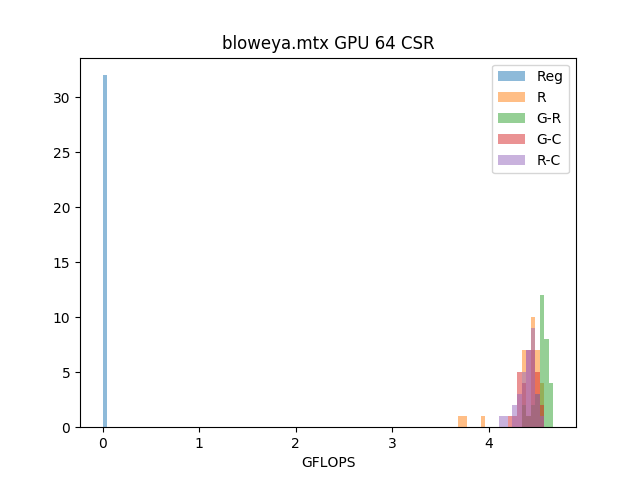 bloweya.mtx GPU 64 CSR
Reg
R
G-R
G-C
R-C
30
25
20
15
10
5
0
0 1 2 3 4
GFLOPS